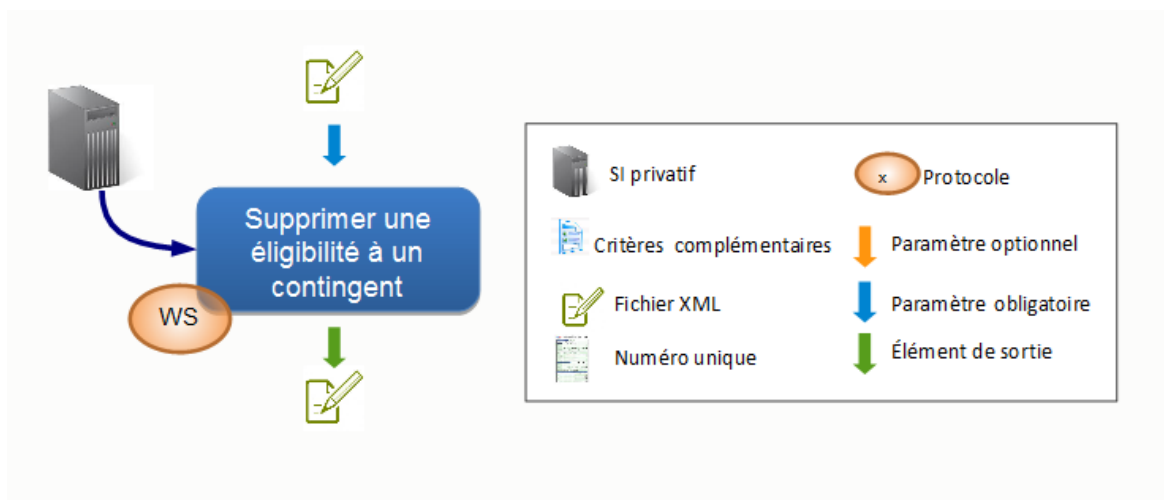 Supprimer une
éligibilité à un
contingent
WS
SI privatif
x Protocole
Critères complémentaires
Paramètre optionnel
Fichier XML
Paramètre obligatoire
Numéro unique
Élément de sortie